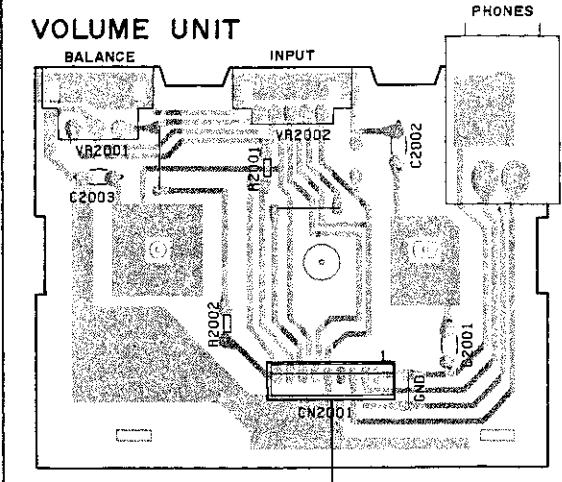 PHONES
VOLUME UNIT
BALANCE
INPUT
VR2001
VR2002
C2002
R2001
C2003
R2002
C2001
1
GND
CN2001